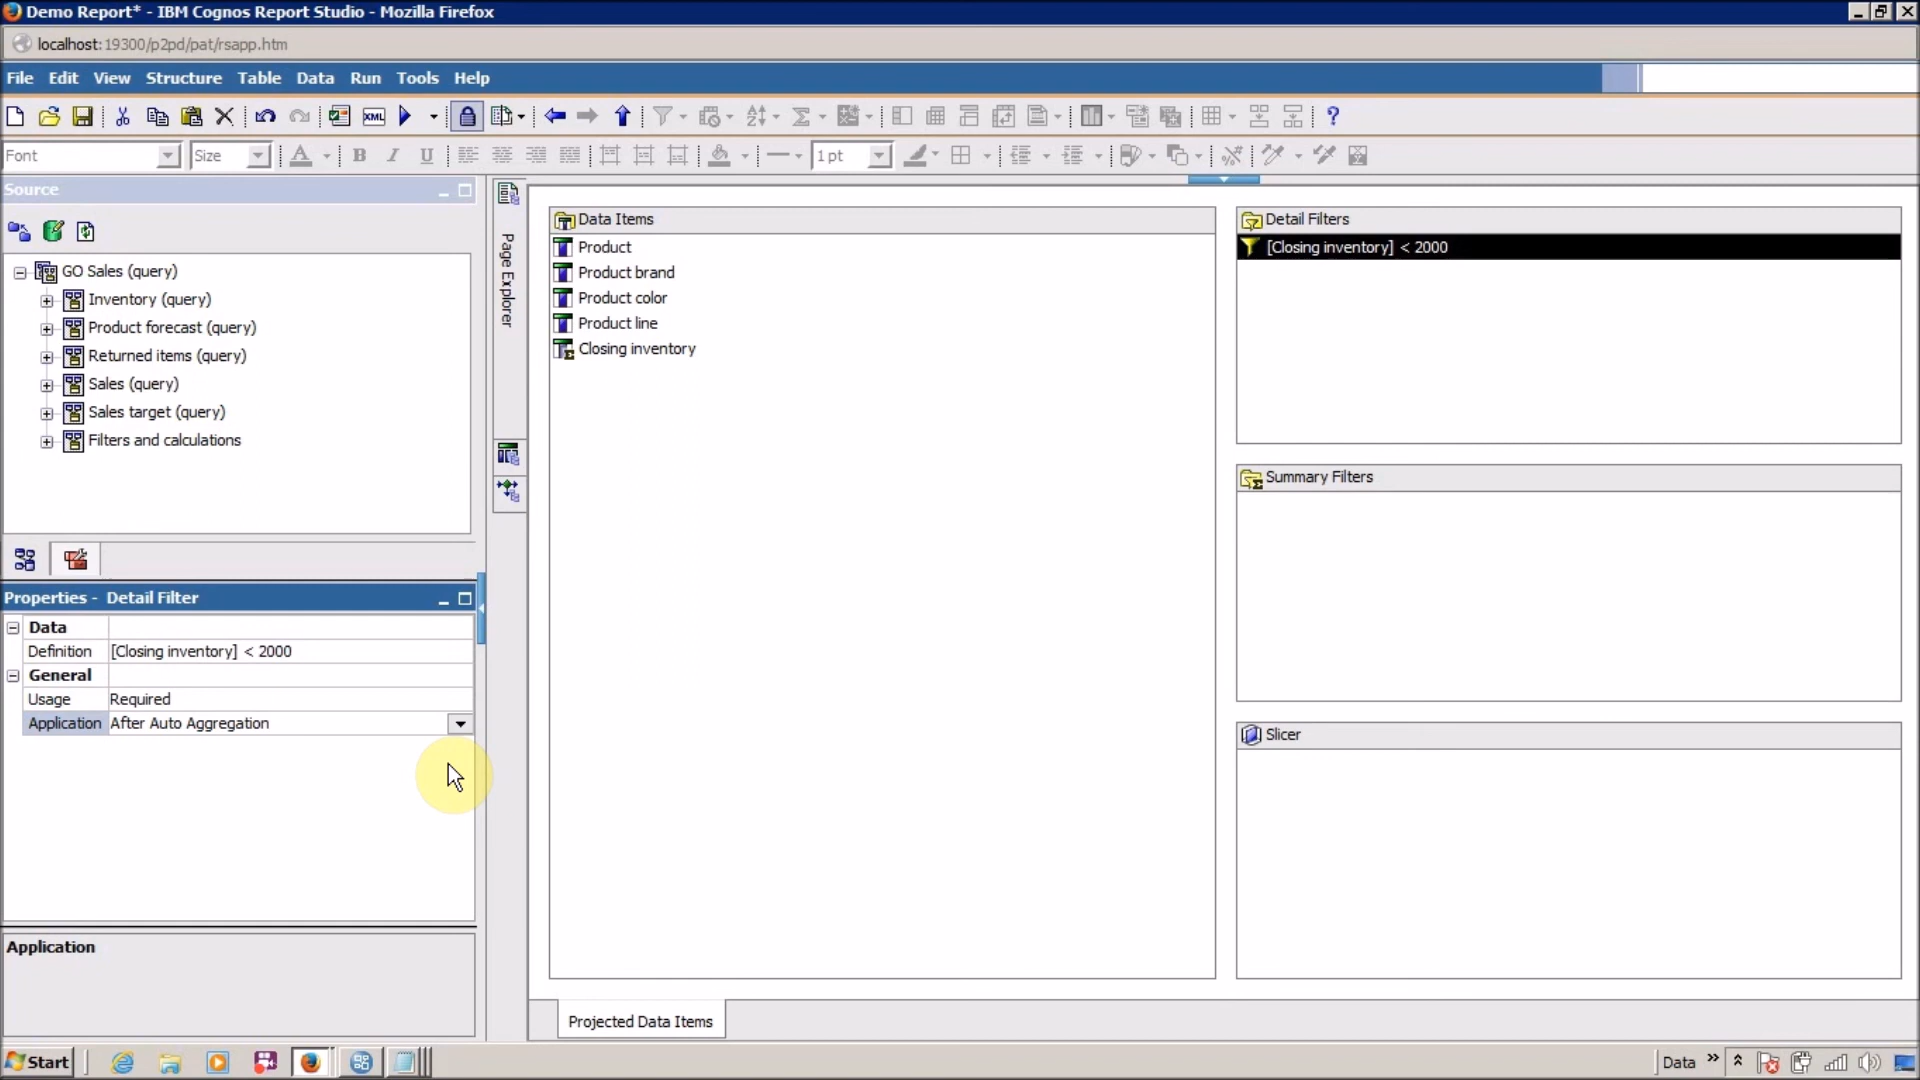 Demo Report* - IBM Cognos Report Studio - Mozilla Firefox
localhost:19300/p2pd/pat/rsapp.htm
File Edit View Structure Table Data Run Tools Help
XML
?
Font Size A B I U 1 pt
Source
GO Sales (query)
Inventory (query)
Product forecast (query)
Returned items (query)
Sales (query)
Sales target (query)
Filters and calculations
Page Explorer
Data Items
Product
Product brand
Product color
Product line
Closing inventory
Detail Filters
[Closing inventory] < 2000
Summary Filters
Slicer
Properties - Detail Filter
Data
Definition [Closing inventory] < 2000
General
Usage Required
Application After Auto Aggregation
Application
Projected Data Items
Start
Data »